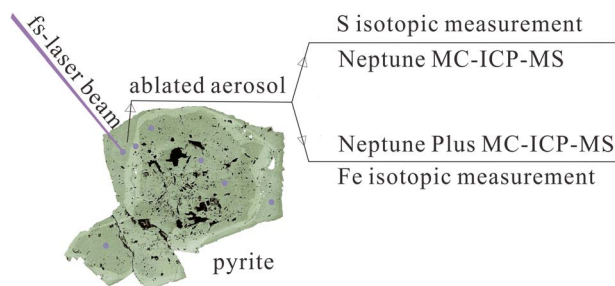 fs-laser beam
ablated aerosol
S isotopic measurement
Neptune MC-ICP-MS
Neptune Plus MC-ICP-MS
Fe isotopic measurement
pyrite